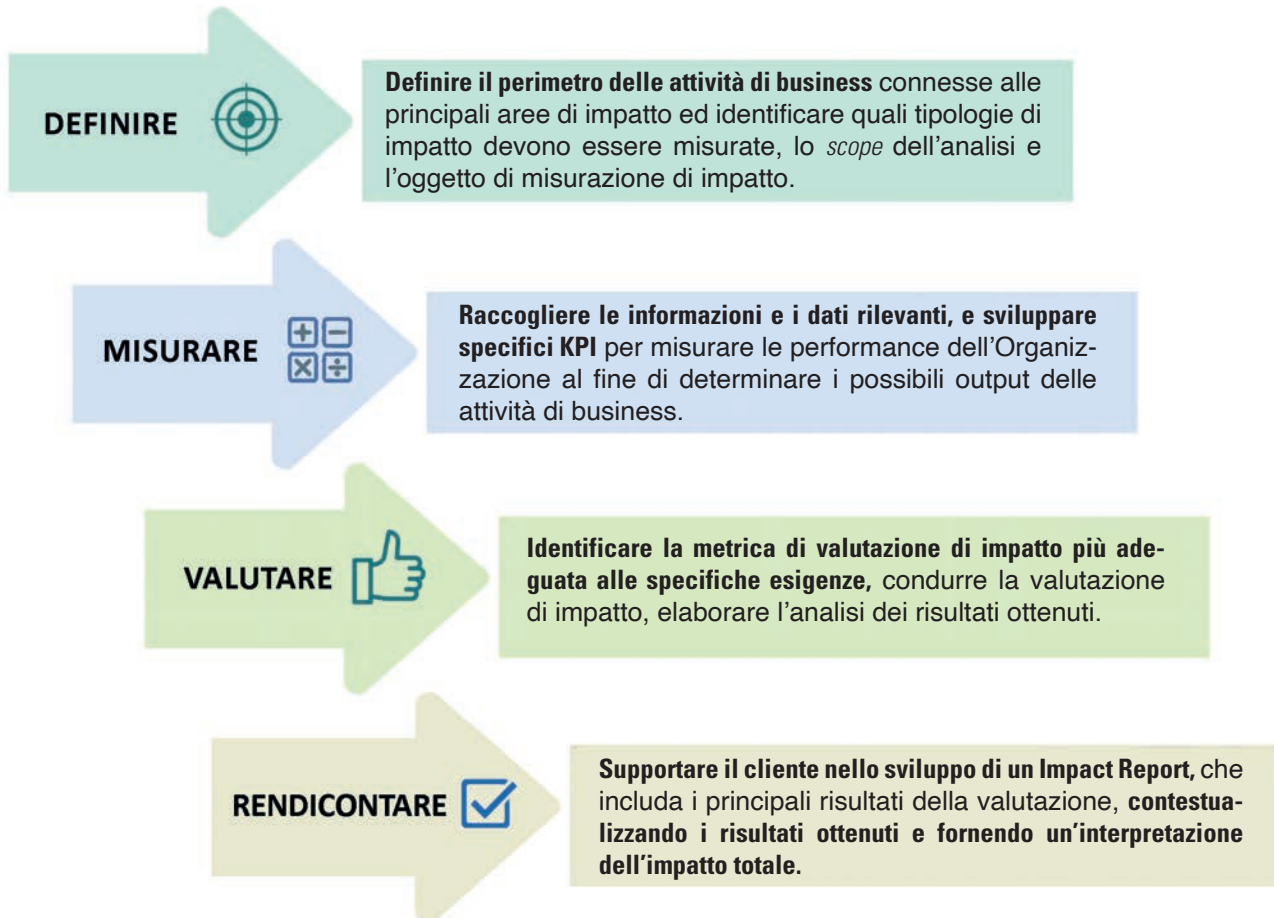 DEFINIRE
Definire il perimetro delle attività di business connesse alle
principali aree di impatto ed identificare quali tipologie di
impatto devono essere misurate, lo scope dell'analisi e
l'oggetto di misurazione di impatto.
MISURARE
Raccogliere le informazioni e i dati rilevanti, e sviluppare
specifici KPI per misurare le performance dell'Organiz-
zazione al fine di determinare i possibili output delle
attività di business.
VALUTARE
Identificare la metrica di valutazione di impatto più ade-
guata alle specifiche esigenze, condurre la valutazione
di impatto, elaborare l'analisi dei risultati ottenuti.
RENDICONTARE
Supportare il cliente nello sviluppo di un Impact Report, che
includa i principali risultati della valutazione, contestua-
lizzando i risultati ottenuti e fornendo un'interpretazione
dell'impatto totale.